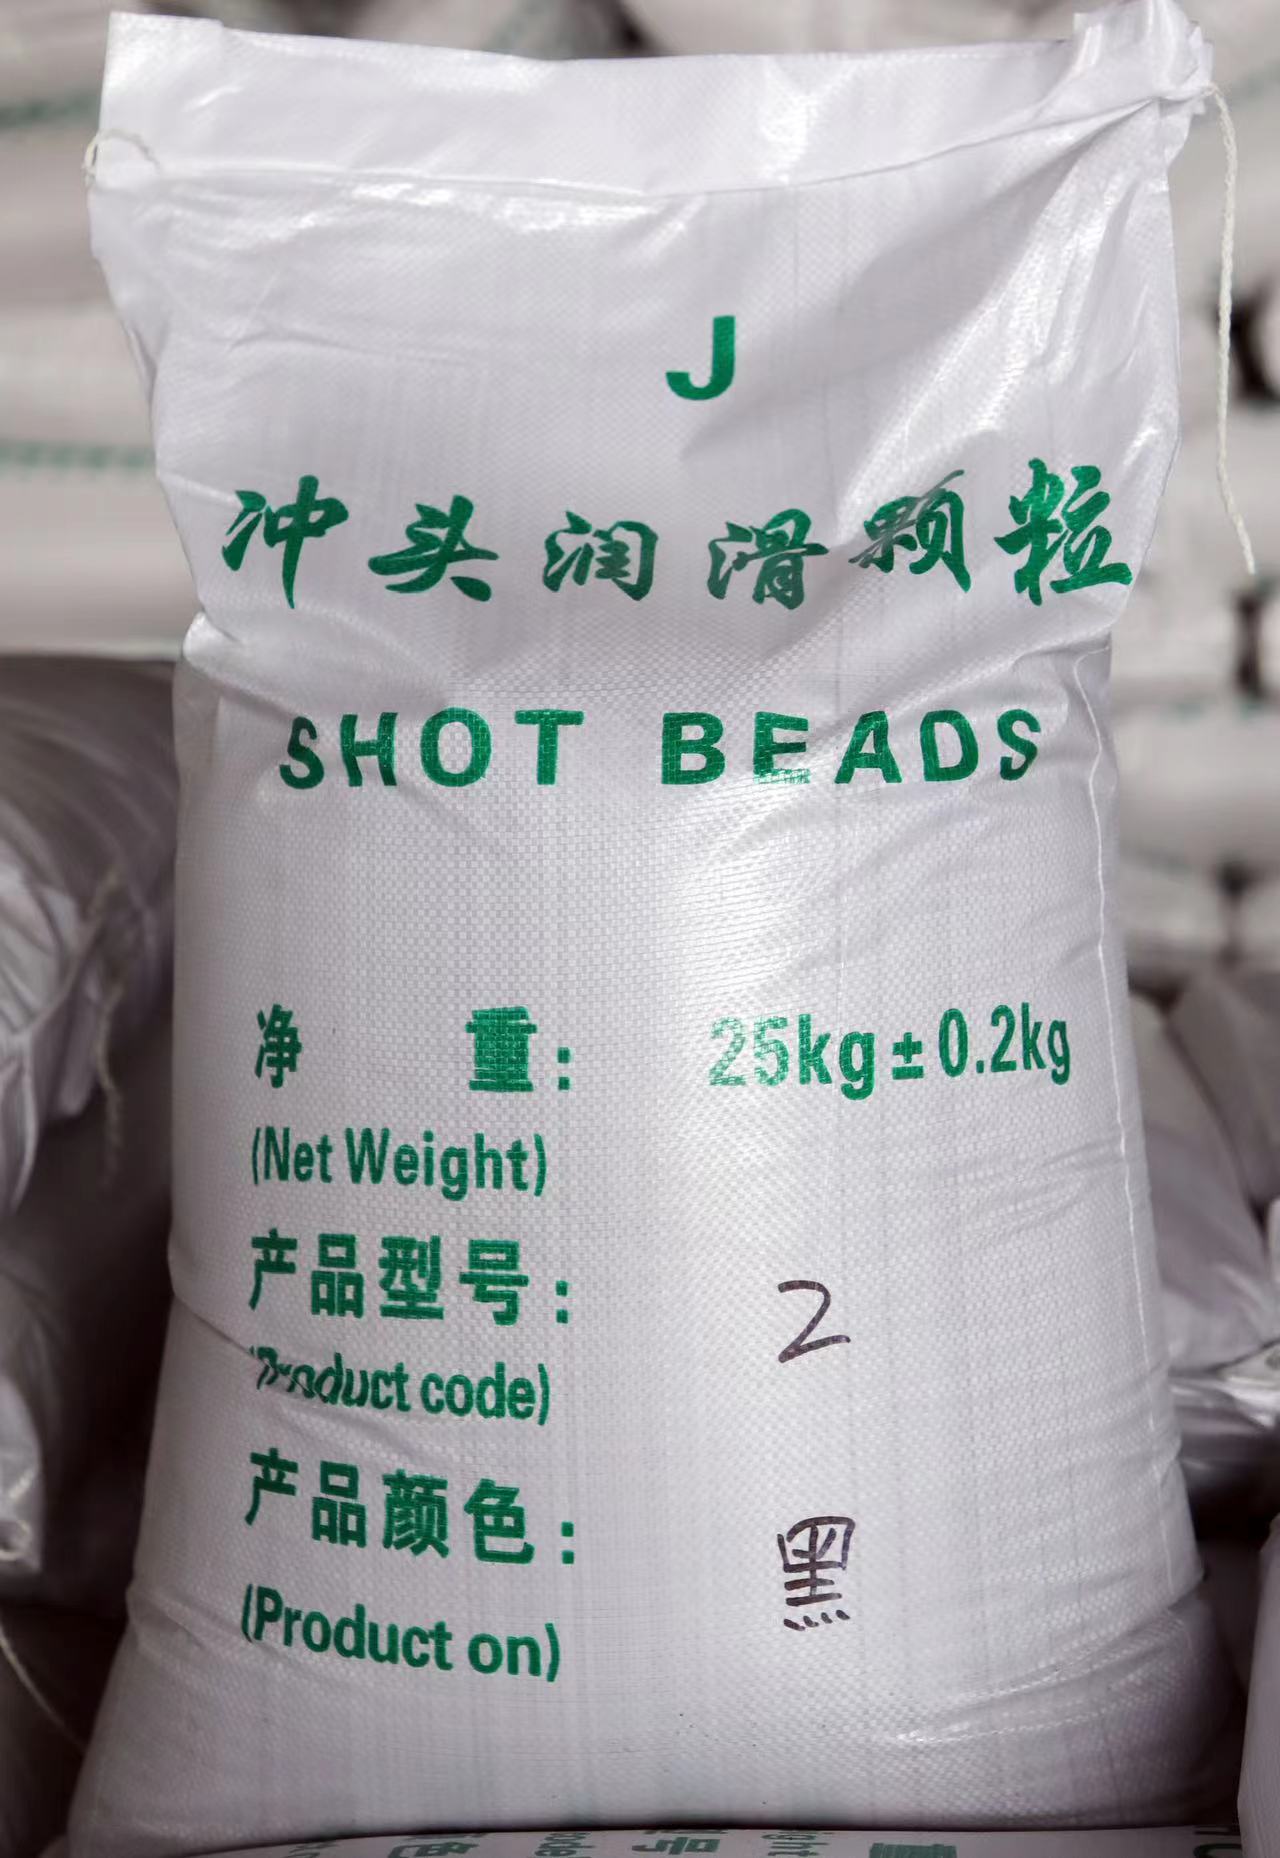 J
冲头润滑颗粒
SHOT BEADS
净 重： 25kg±0.2kg
(Net Weight)
产品型号： 2
(Product code)
产品颜色： 黑
(Product on)